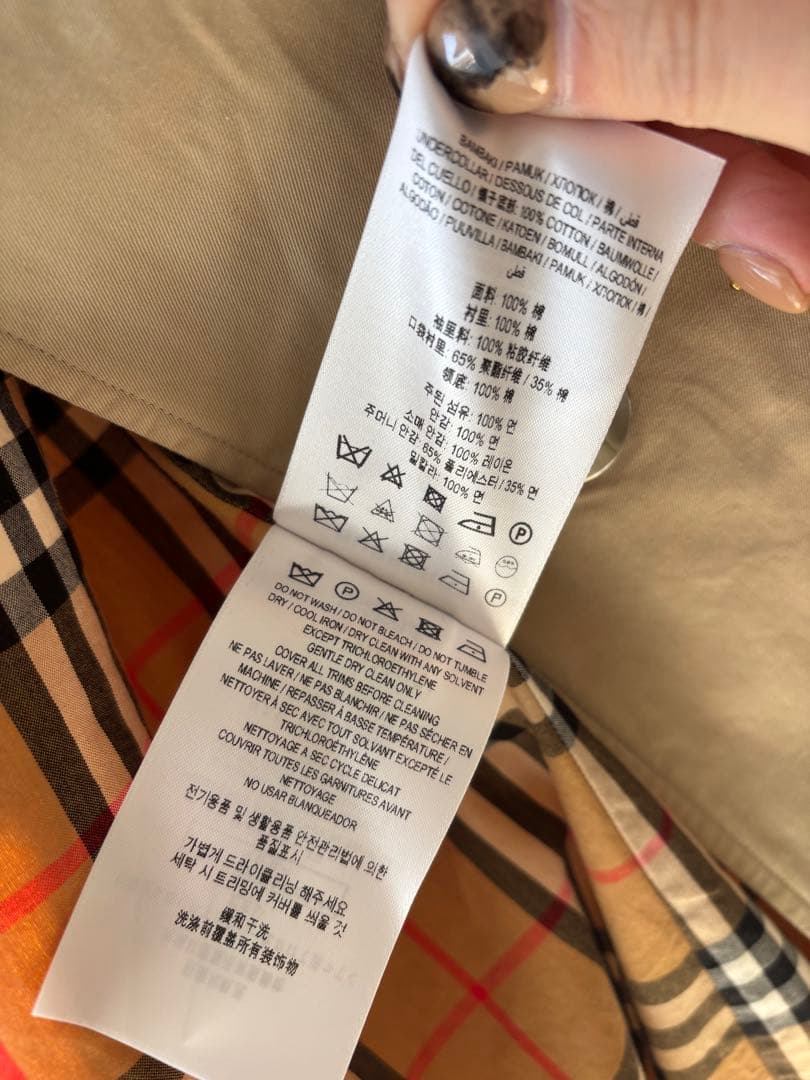 BAMBAKI / PAMUK / ХЛОПОК / 棉 / قطن
UNDERCOLLAR / DESSOUS DE COL / PARTE INTERNA
DEL CUELLO / 领子底部: 100% COTTON / BAUMWOLLE /
COTON / COTONE / KATOEN / BOMULL / ALGODÓN /
ALGODÃO / PUUVILLA / BAMBAKI / PAMUK / ХЛОПОК / 棉 /
قطن
面料: 100% 棉
衬里: 100% 棉
袖里料: 100% 粘胶纤维
口袋衬里: 65% 聚酯纤维 / 35% 棉
领底: 100% 棉
주된 섬유: 100% 면
안감: 100% 면
소매 안감: 100% 레이온
주머니 안감: 65% 폴리에스터 / 35% 면
밑칼라: 100% 면
P
P
P
DO NOT WASH / DO NOT BLEACH / DO NOT TUMBLE
DRY / COOL IRON / DRY CLEAN WITH ANY SOLVENT
EXCEPT TRICHLOROETHYLENE
GENTLE DRY CLEAN ONLY
COVER ALL TRIMS BEFORE CLEANING
NE PAS LAVER / NE PAS BLANCHIR / NE PAS SÉCHER EN
MACHINE / REPASSER À BASSE TEMPÉRATURE /
NETTOYER À SEC AVEC TOUT SOLVANT EXCEPTÉ LE
TRICHLOROÉTHYLÈNE
NETTOYAGE A SEC CYCLE DELICAT
COUVRIR TOUTES LES GARNITURES AVANT
NETTOYAGE
NO USAR BLANQUEADOR
전기용품 및 생활용품 안전관리법에 의한
품질표시
가볍게 드라이클리닝 해주세요
세탁 시 트리밍에 커버를 씌울 것
缓和干洗
洗涤前覆盖所有装饰物